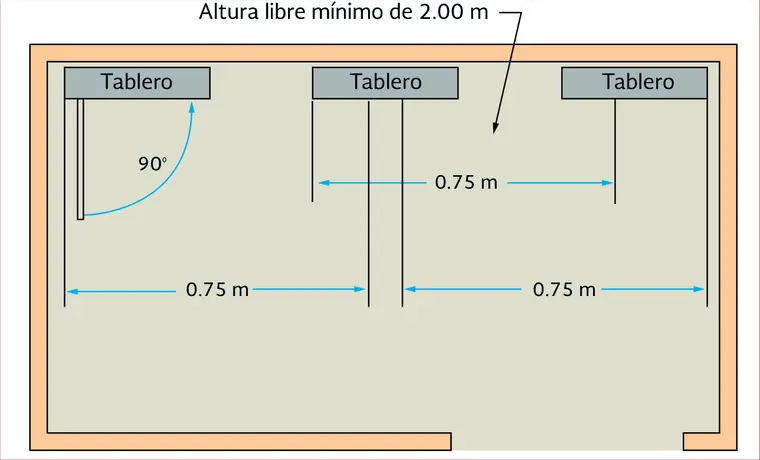 Altura libre mínimo de 2.00 m
Tablero
Tablero
Tablero
90°
0.75 m
0.75 m
0.75 m